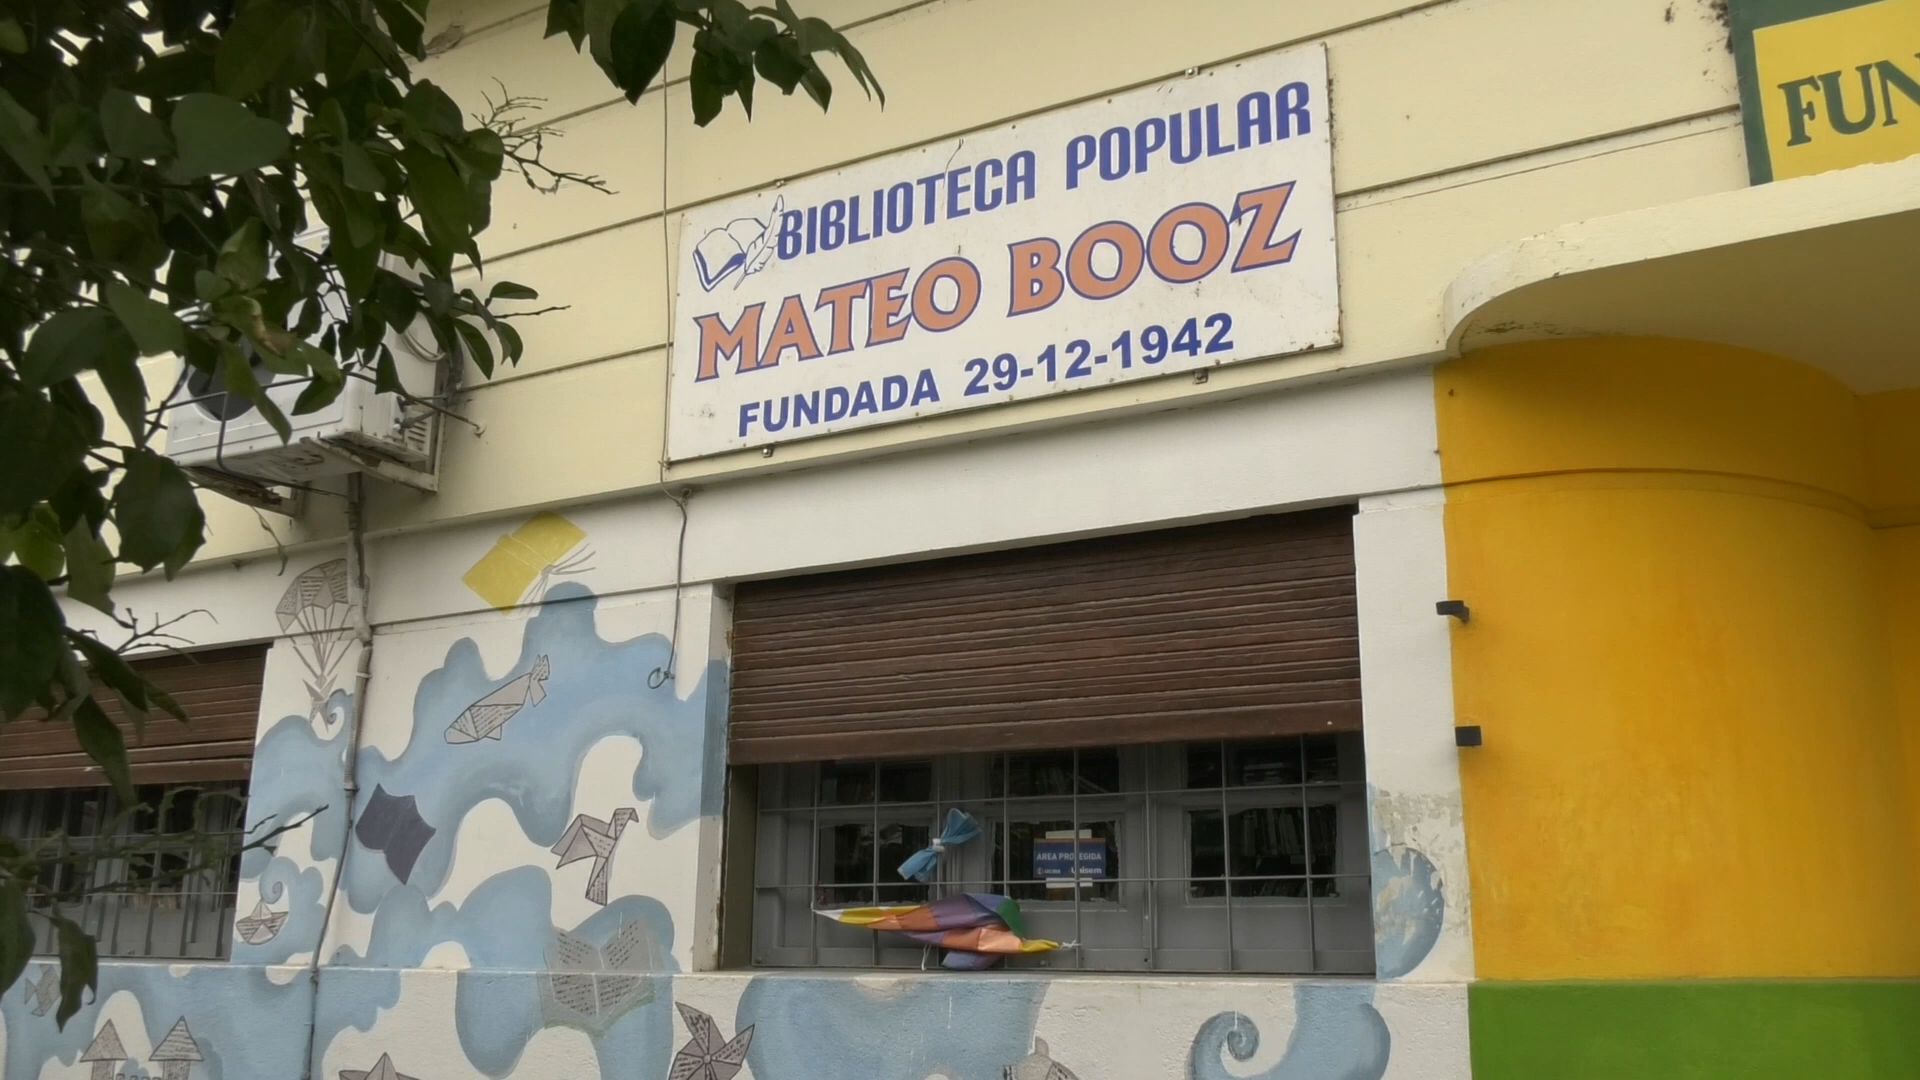 BIBLIOTECA POPULAR
MATEO BOOZ
FUNDADA 29-12-1942
FUN
AREA PROTEGIDA